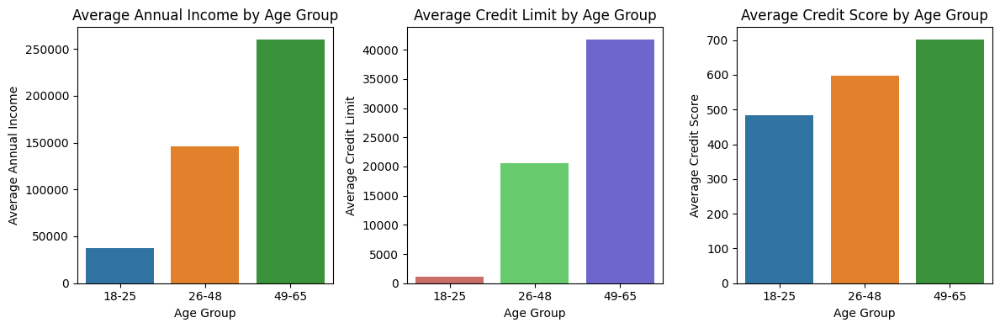 Average Annual Income by Age Group
Average Annual Income
250000
200000
150000
100000
50000
0
18-25 26-48 49-65
Age Group
Average Credit Limit by Age Group
Average Credit Limit
40000
35000
30000
25000
20000
15000
10000
5000
0
18-25 26-48 49-65
Age Group
Average Credit Score by Age Group
Average Credit Score
700
600
500
400
300
200
100
0
18-25 26-48 49-65
Age Group